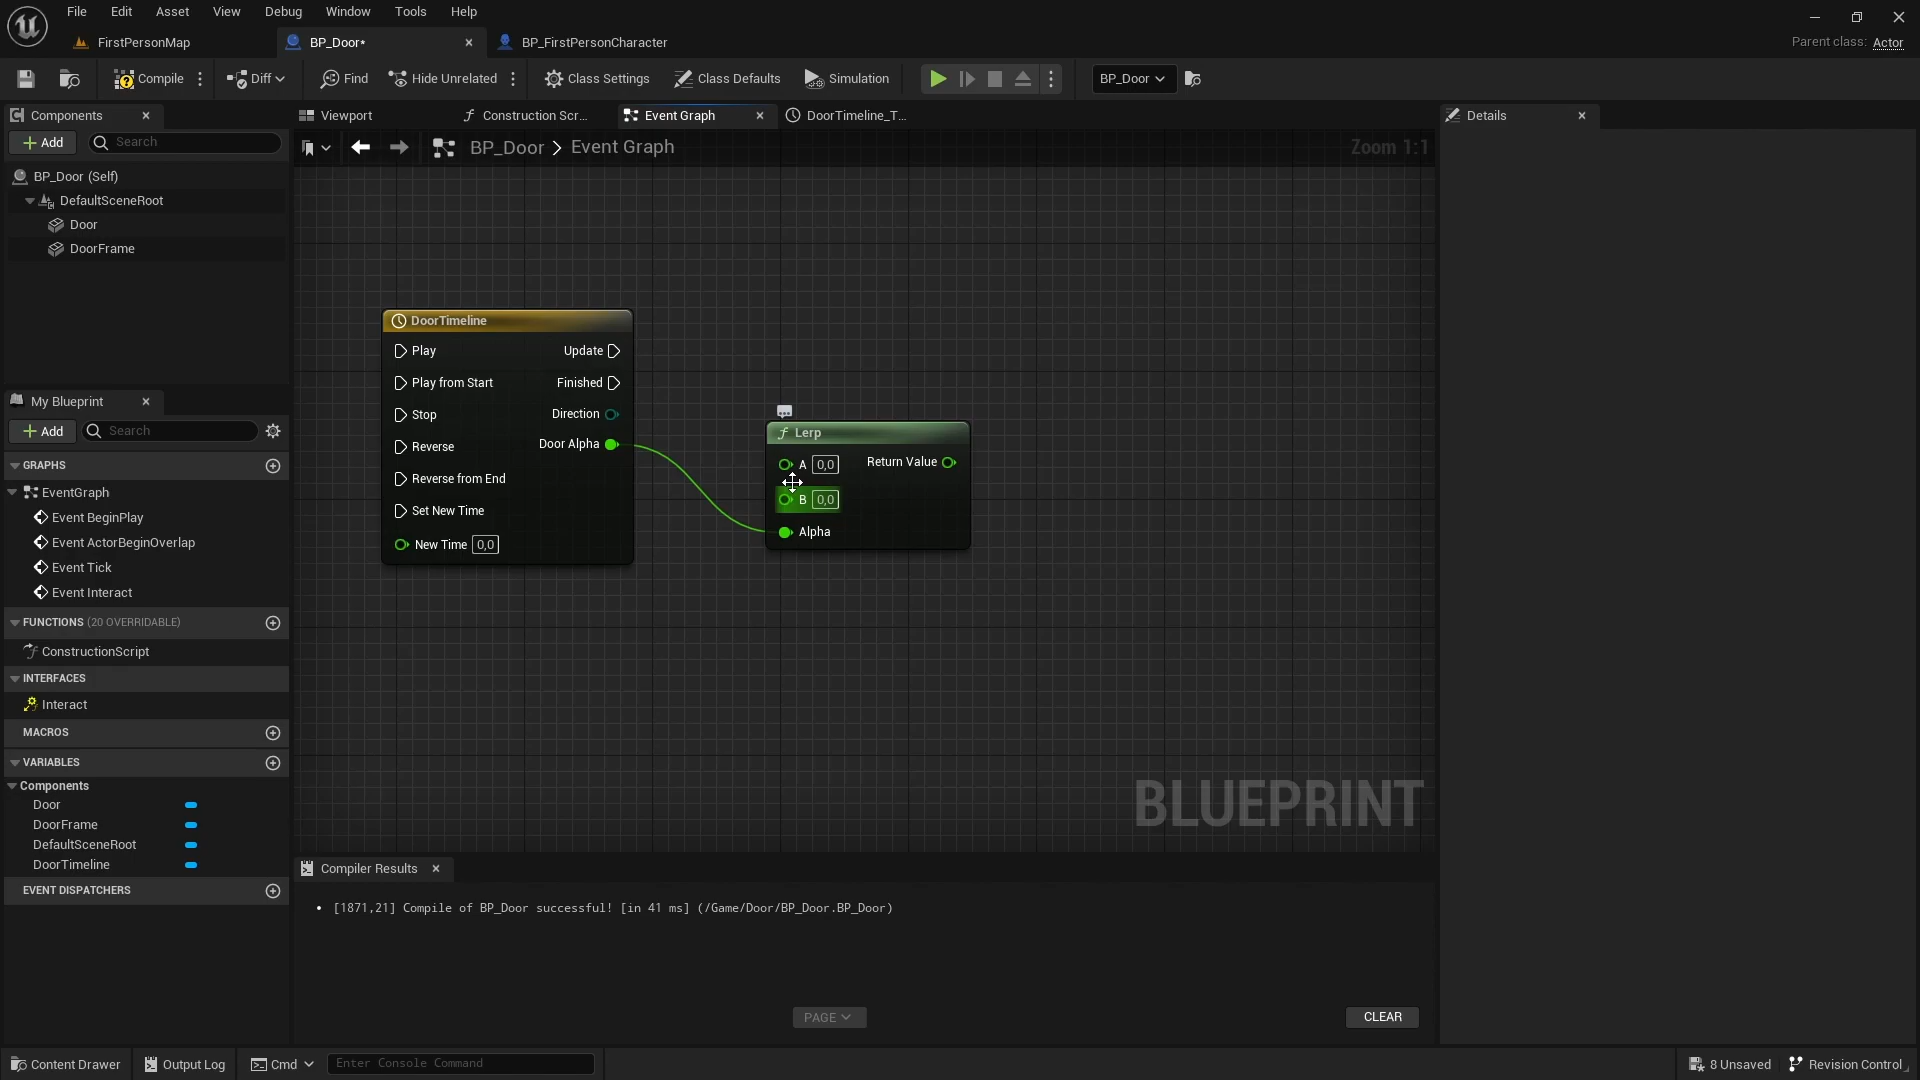 File Edit Asset View Debug Window Tools Help
FirstPersonMap
BP_Door*
BP_FirstPersonCharacter
Parent class: Actor
Compile
Diff
Find
Hide Unrelated
Class Settings
Class Defaults
Simulation
BP_Door
Components
Add
Search
BP_Door (Self)
DefaultSceneRoot
Door
DoorFrame
Viewport
Construction Scr...
Event Graph
DoorTimeline_T...
BP_Door > Event Graph
Zoom 1:1
Details
DoorTimeline
Play
Update
Play from Start
Finished
Stop
Direction
Reverse
Door Alpha
Reverse from End
Set New Time
New Time 0,0
Lerp
A 0,0
Return Value
B 0,0
Alpha
BLUEPRINT
My Blueprint
Add
Search
GRAPHS
EventGraph
Event BeginPlay
Event ActorBeginOverlap
Event Tick
Event Interact
FUNCTIONS (20 OVERRIDABLE)
ConstructionScript
INTERFACES
Interact
MACROS
VARIABLES
Components
Door
DoorFrame
DefaultSceneRoot
DoorTimeline
EVENT DISPATCHERS
Compiler Results
• [1871,21] Compile of BP_Door successful! [in 41 ms] (/Game/Door/BP_Door.BP_Door)
PAGE
CLEAR
Content Drawer
Output Log
Cmd
Enter Console Command
8 Unsaved
Revision Control